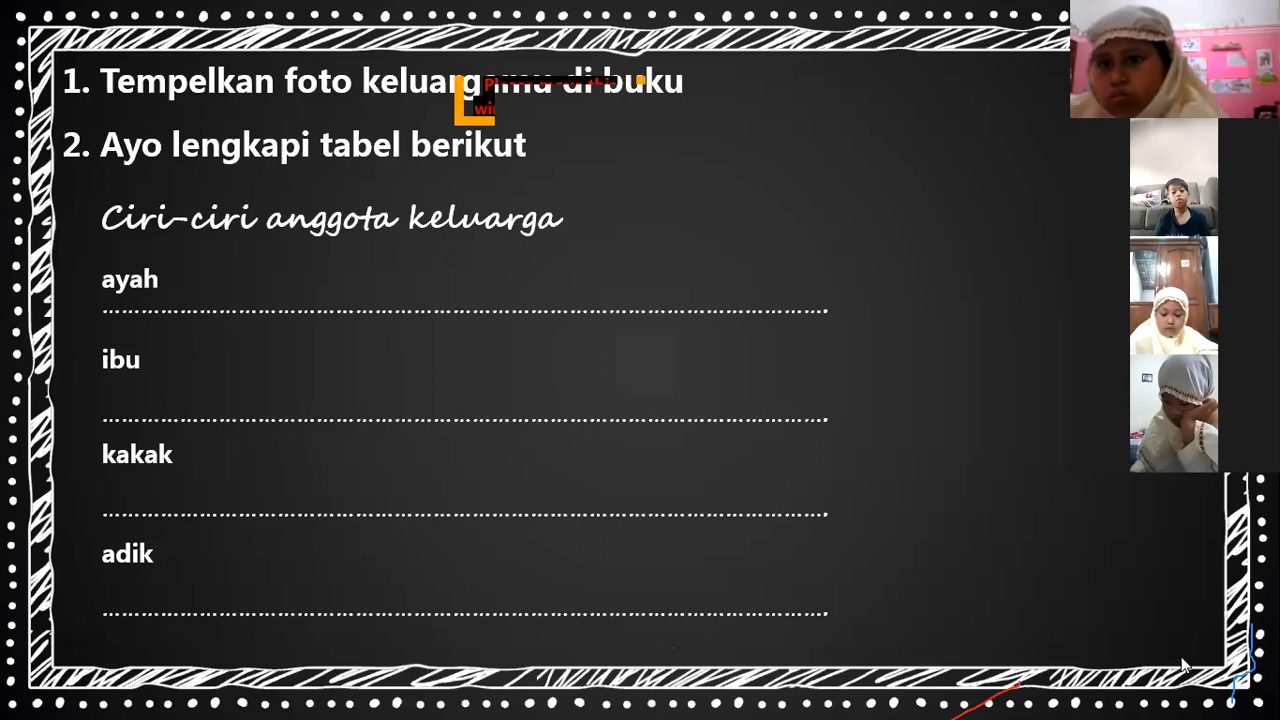 1. Tempelkan foto keluargamu di buku
2. Ayo lengkapi tabel berikut
Ciri-ciri anggota keluarga
ayah
………………………………………………………………………………………….
ibu
………………………………………………………………………………………….
kakak
………………………………………………………………………………………….
adik
………………………………………………………………………………………….